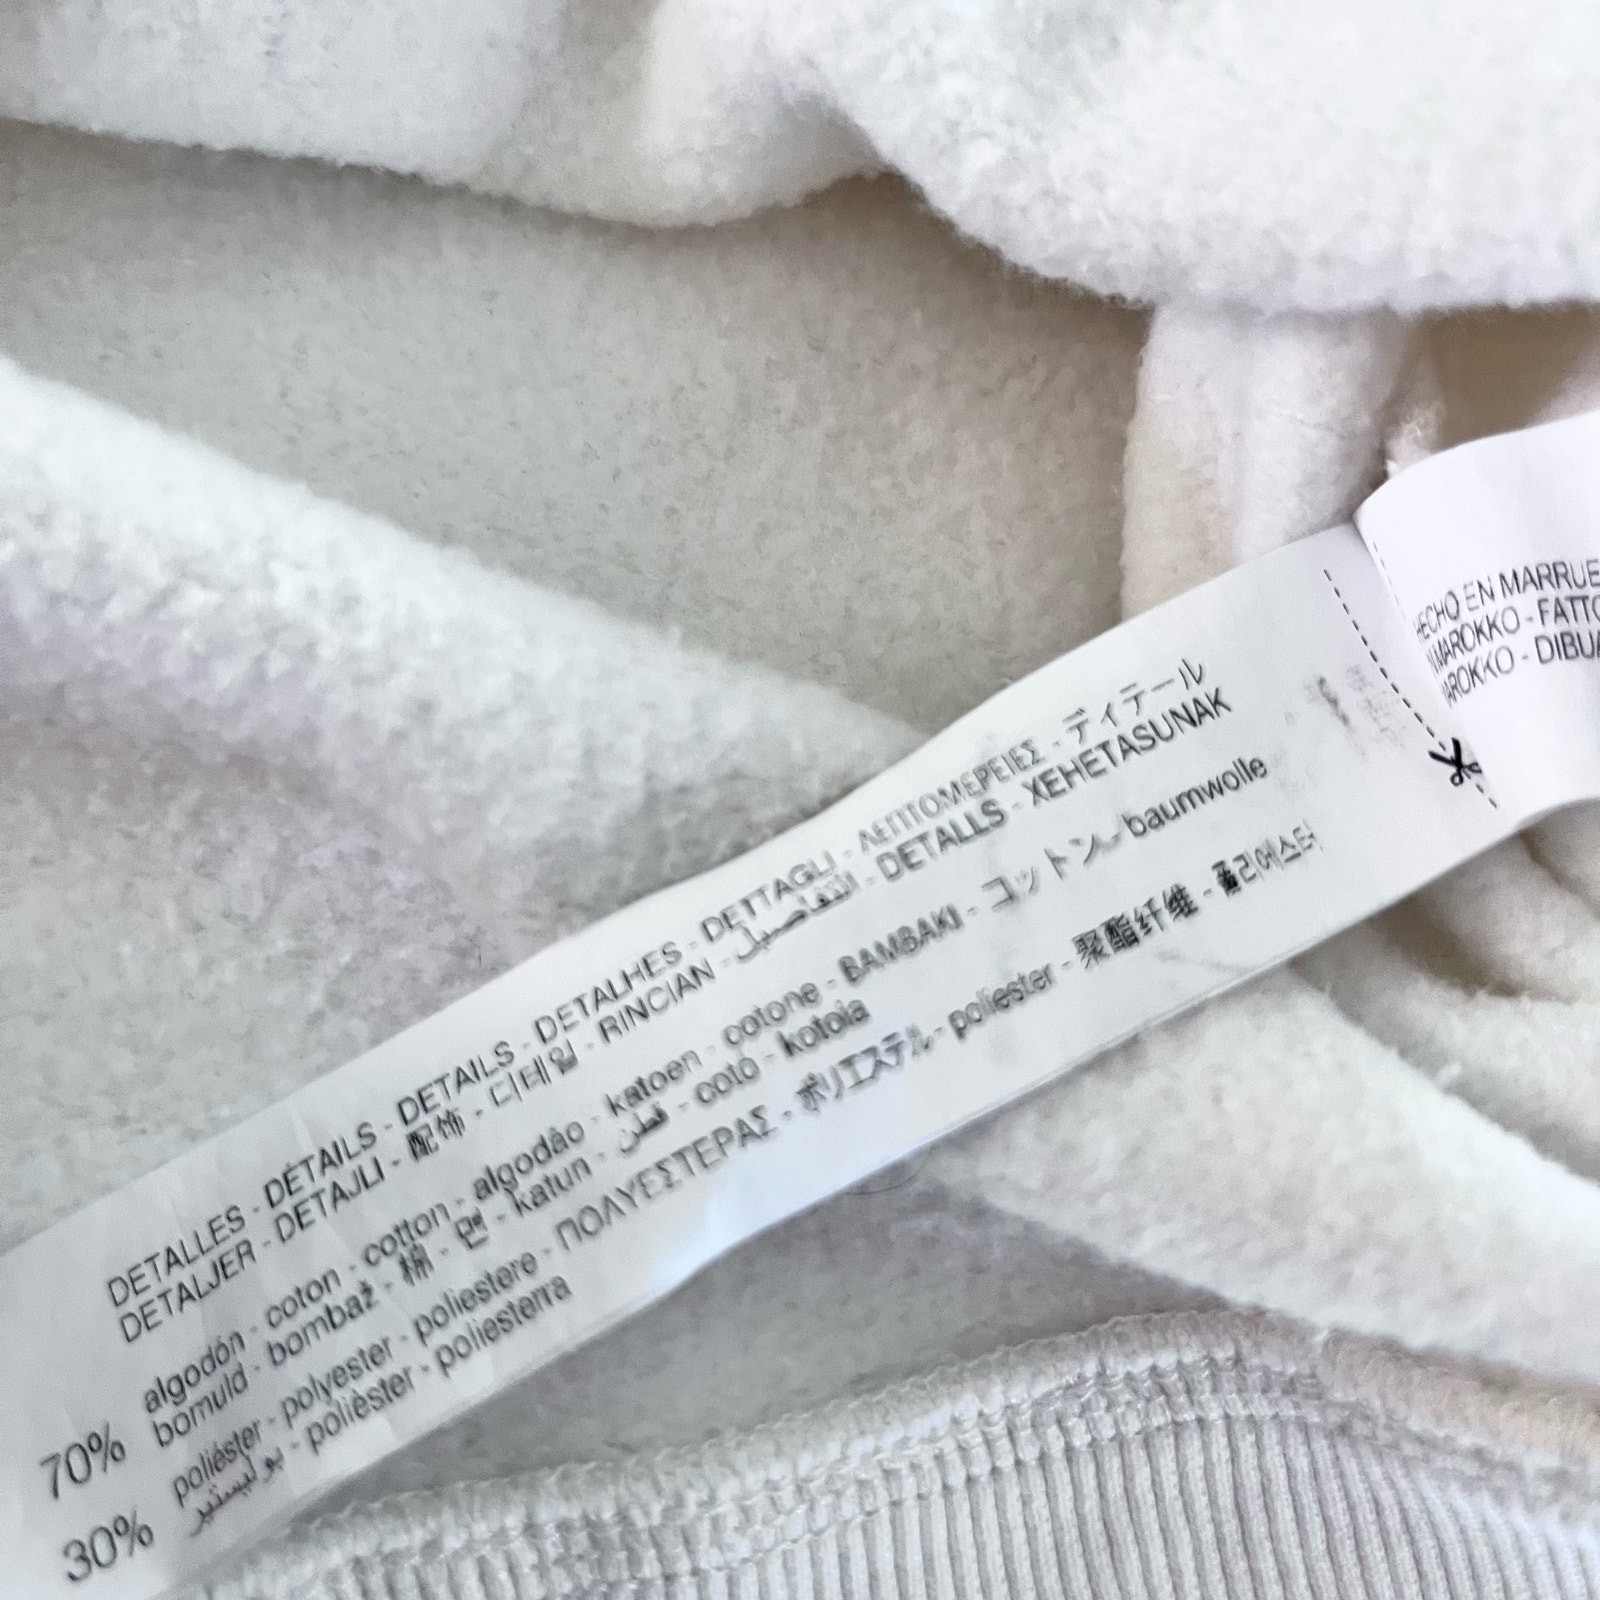 DETALLES - DÉTAILS - DETAILS - DETALHES - DETTAGLI - ΛΕΠΤΟΜΕΡΕΙΕΣ - ディテール
DETALJER - DETAJLI - 配饰 - 디테일 - RINCIAN - التفاصيل - DETALLS - XEHETASUNAK
70% algodón - coton - cotton - algodão - katoen - cotone - BAMBAKI - コットン - baumwolle
bomuld - bombaž - 棉 - 면 - katun - قطن - cotó - kotoia
30% poliéster - polyester - poliestere - ΠΟΛΥΕΣΤΕΡΑΣ - ポリエステル - poliester - 聚酯纤维 - 폴리에스터
بوليستير - polièster - poliesterra
HECHO EN MARRUE
N MAROKKO - FATTO
MAROKKO - DIBUA